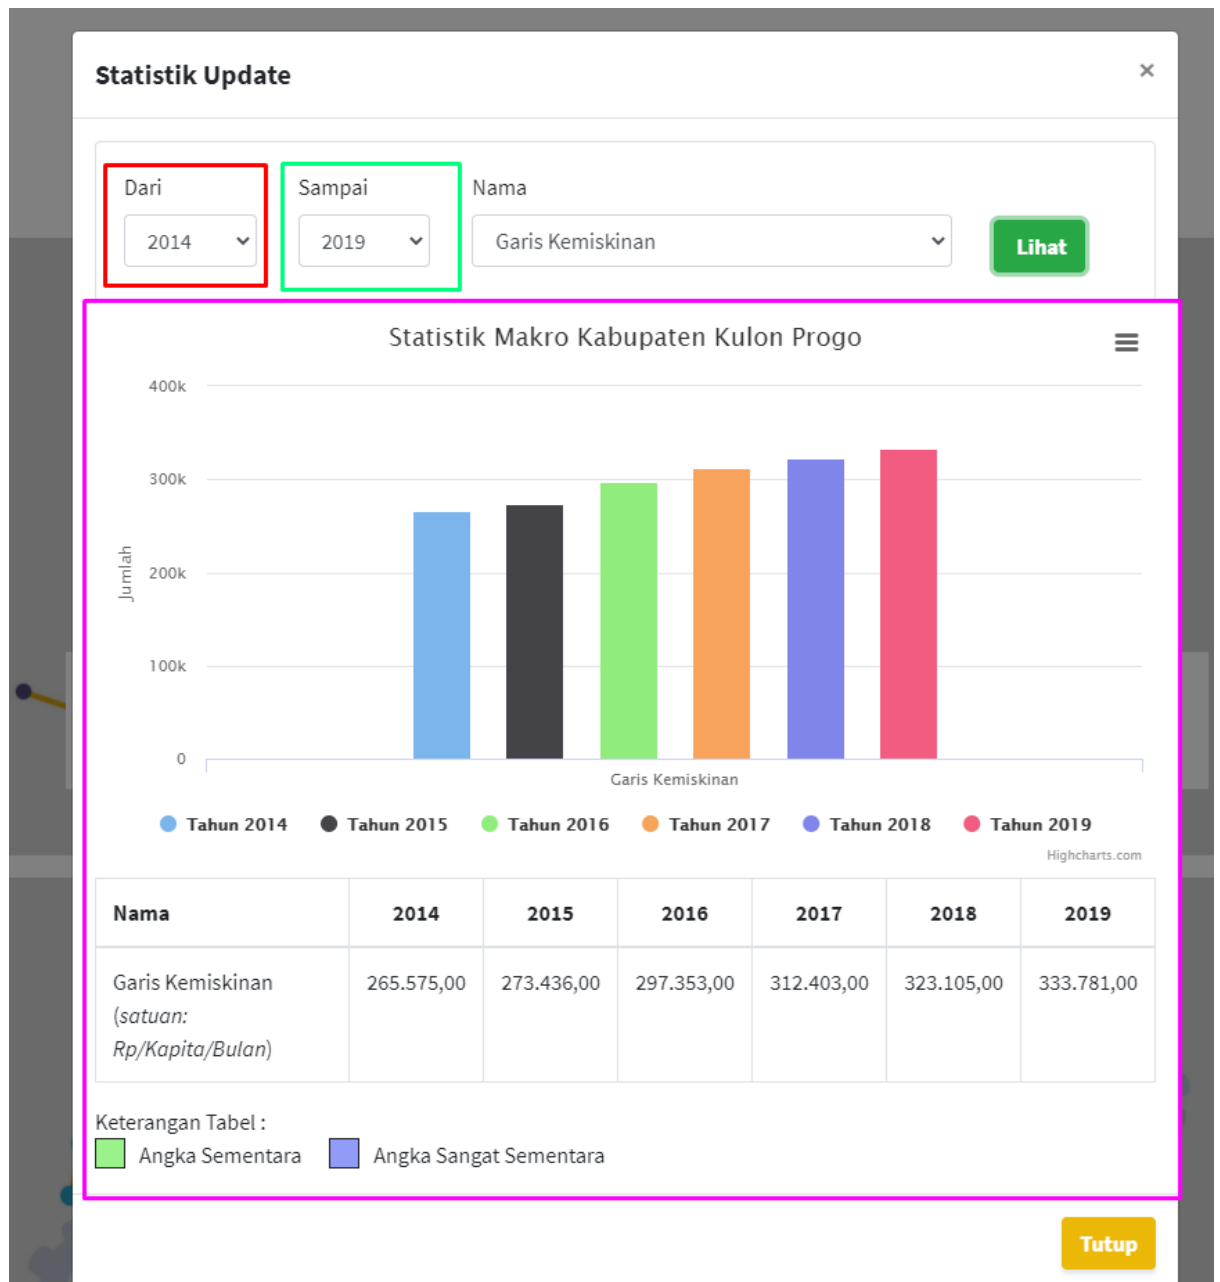 Statistik Update
×
Dari
Sampai
Nama
2014
2019
Garis Kemiskinan
Lihat
Statistik Makro Kabupaten Kulon Progo
400k
300k
200k
100k
0
Jumlah
Garis Kemiskinan
Tahun 2014
Tahun 2015
Tahun 2016
Tahun 2017
Tahun 2018
Tahun 2019
Highcharts.com
Nama 2014 2015 2016 2017 2018 2019
Garis Kemiskinan 265.575,00 273.436,00 297.353,00 312.403,00 323.105,00 333.781,00
(satuan:
Rp/Kapita/Bulan)
Keterangan Tabel :
Angka Sementara
Angka Sangat Sementara
Tutup